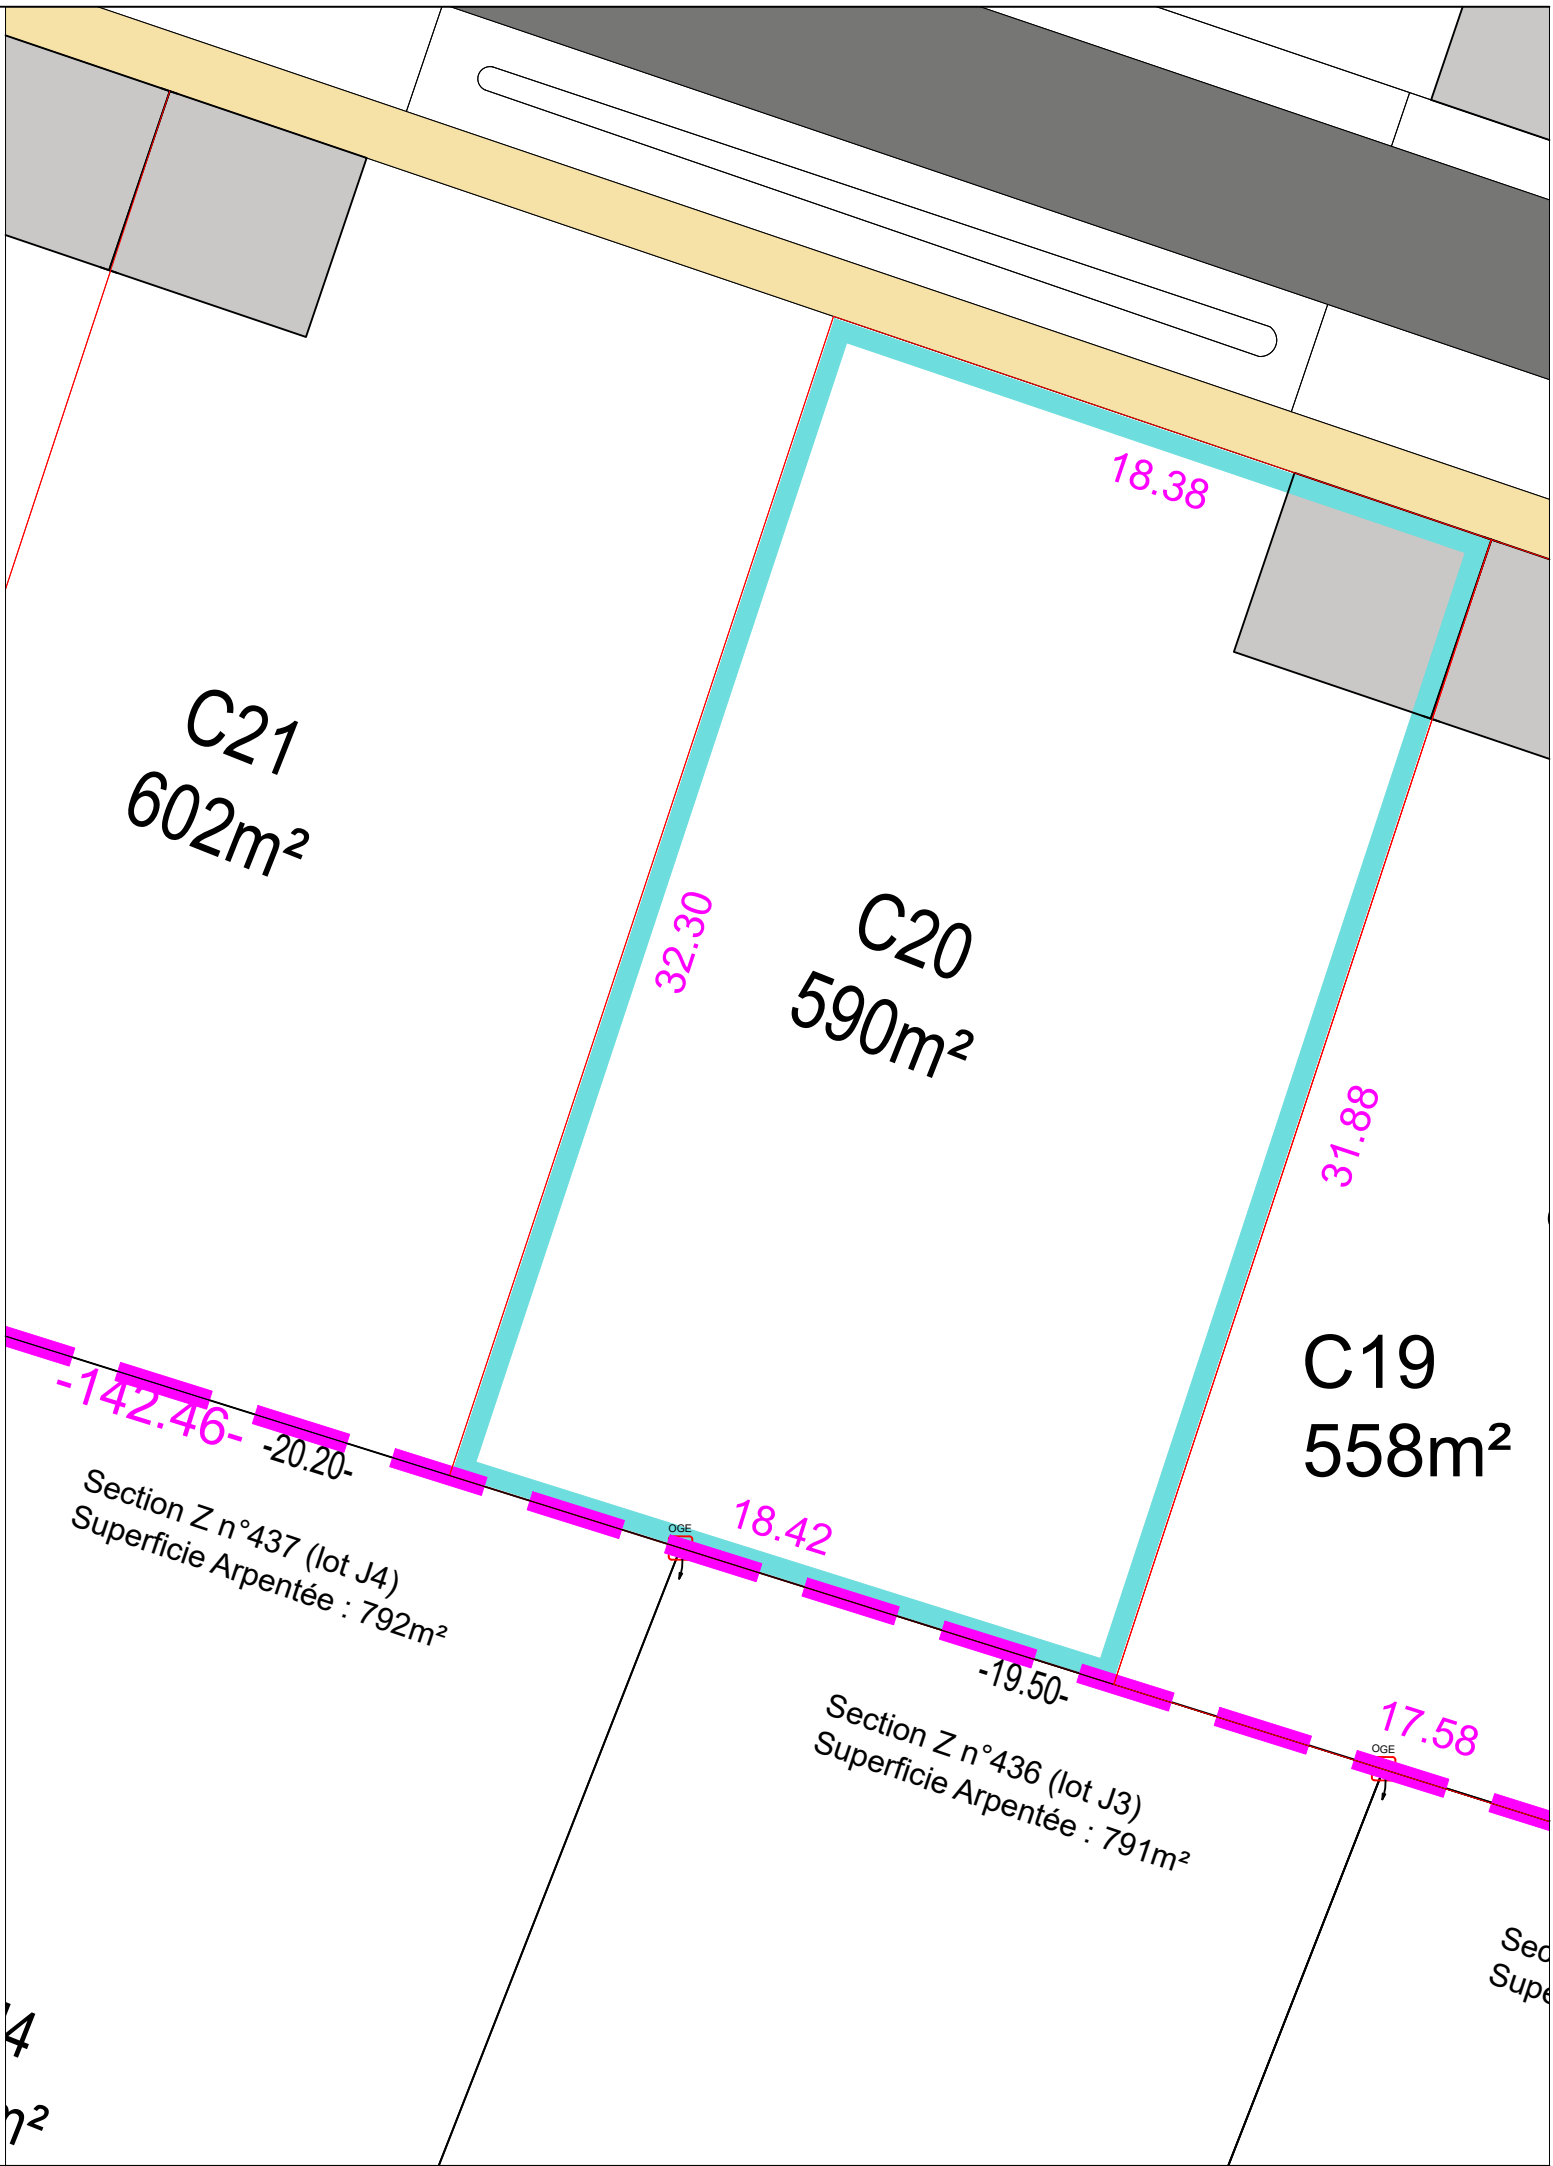 18.38
C21
602m²
32.30
C20
590m²
31.88
C19
558m²
-142.46-
-20.20-
Section Z n°437 (lot J4)
Superficie Arpentée : 792m²
OGE
18.42
-19.50-
Section Z n°436 (lot J3)
Superficie Arpentée : 791m²
17.58
OGE
4
m²